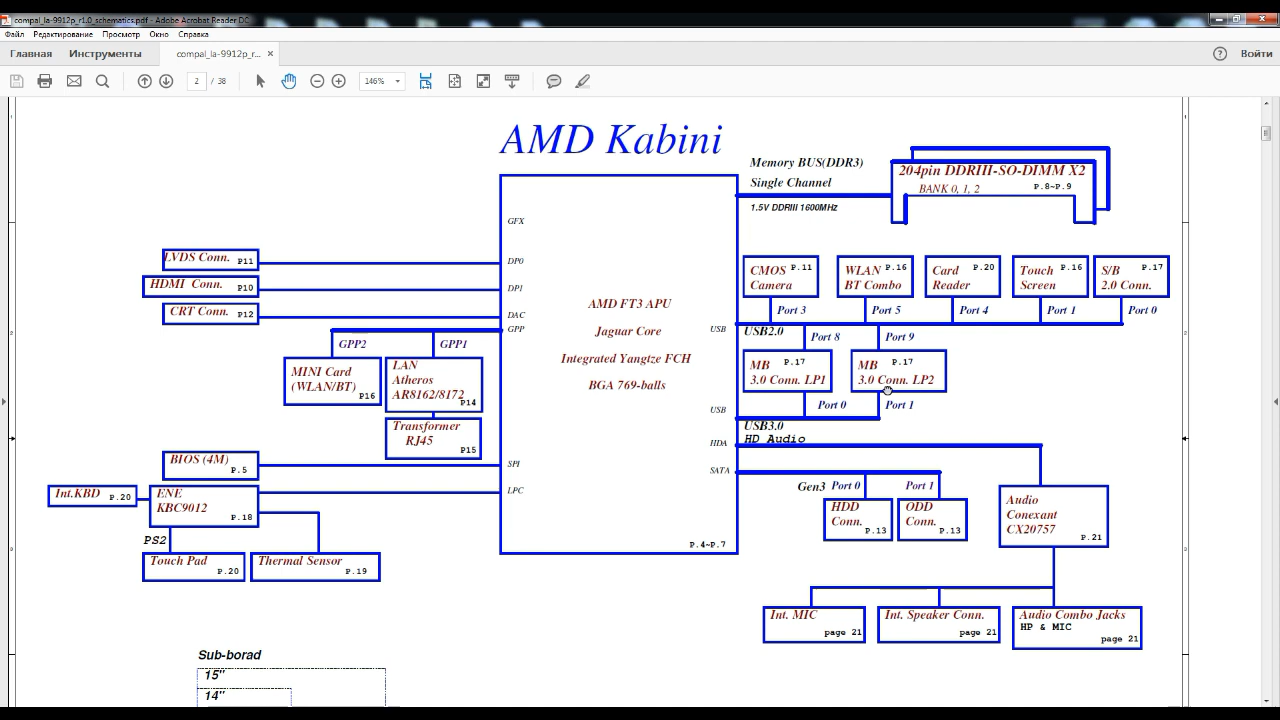 compal_la-9912p_r1.0_schematics.pdf - Adobe Acrobat Reader DC
Файл Редактирование Просмотр Окно Справка
Главная Инструменты compal_la-9912p_r... × Войти
2 / 38 146%
AMD Kabini
Memory BUS(DDR3)
Single Channel
1.5V DDRIII 1600MHz
204pin DDRIII-SO-DIMM X2
BANK 0, 1, 2 P.8~P.9
GFX
LVDS Conn. P11
DP0
HDMI Conn. P10
DP1
CRT Conn. P12
DAC
GPP
GPP2 GPP1
MINI Card
(WLAN/BT) P16
LAN
Atheros
AR8162/8172 P14
Transformer
RJ45 P15
AMD FT3 APU
Jaguar Core
Integrated Yangtze FCH
BGA 769-balls
CMOS P.11
Camera
WLAN P.16
BT Combo
Card P.20
Reader
Touch P.16
Screen
S/B P.17
2.0 Conn.
Port 3 Port 5 Port 4 Port 1 Port 0
USB
USB2.0
Port 8 Port 9
MB P.17
3.0 Conn. LP1
MB P.17
3.0 Conn. LP2
Port 0 Port 1
USB
USB3.0
HD Audio
HDA
SATA
Gen3 Port 0 Port 1
HDD
Conn. P.13
ODD
Conn. P.13
Audio
Conexant
CX20757
P.21
BIOS (4M) P.5
SPI
Int.KBD P.20
ENE
KBC9012
P.18
LPC
PS2
Touch Pad P.20
Thermal Sensor P.19
P.4~P.7
Int. MIC
page 21
Int. Speaker Conn.
page 21
Audio Combo Jacks
HP & MIC
page 21
Sub-borad
15"
14"